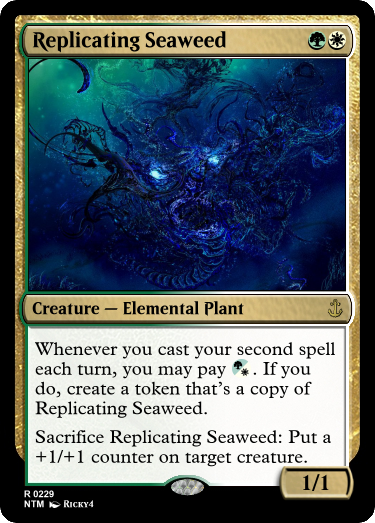 Replicating Seaweed
Creature — Elemental Plant
Whenever you cast your second spell
each turn, you may pay . If you
do, create a token that's a copy of
Replicating Seaweed.
Sacrifice Replicating Seaweed: Put a
+1/+1 counter on target creature.
1/1
R 0229
NTM Ricky4